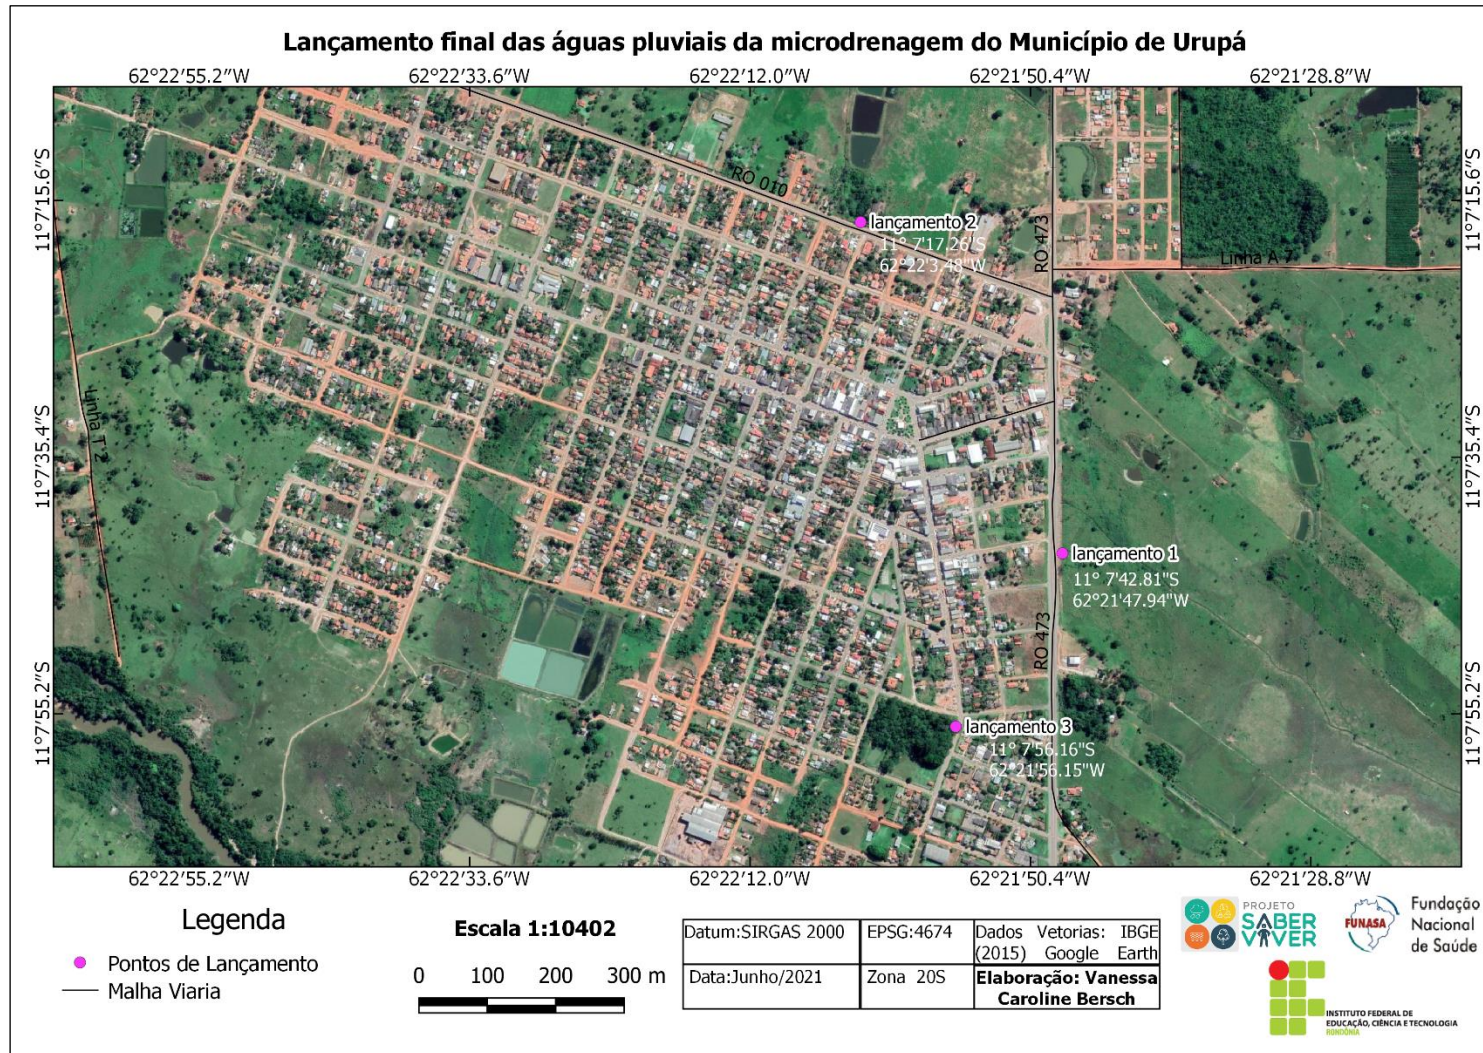 Lançamento final das águas pluviais da microdrenagem do Município de Urupá
62°22′55.2″W 62°22′33.6″W 62°22′12.0″W 62°21′50.4″W 62°21′28.8″W
11°7′15.6″S
11°7′35.4″S
11°7′55.2″S
11°7′15.6″S
11°7′35.4″S
11°7′55.2″S
RO 010
lançamento 2
11° 7'17.26"S
62°22'3.48"W
RO 473
Linha A 7
Linha T 2
lançamento 1
11° 7'42.81"S
62°21'47.94"W
RO 473
lançamento 3
11° 7'56.16"S
62°21'56.15"W
62°22′55.2″W 62°22′33.6″W 62°22′12.0″W 62°21′50.4″W 62°21′28.8″W
Legenda
Pontos de Lançamento
Malha Viaria
Escala 1:10402
0 100 200 300 m
Datum:SIRGAS 2000
EPSG:4674
Dados Vetorias: IBGE
(2015) Google Earth
Data:Junho/2021
Zona 20S
Elaboração: Vanessa
Caroline Bersch
PROJETO
SABER
VIVER
FUNASA
Fundação
Nacional
de Saúde
INSTITUTO FEDERAL DE
EDUCAÇÃO, CIÊNCIA E TECNOLOGIA
RONDÔNIA